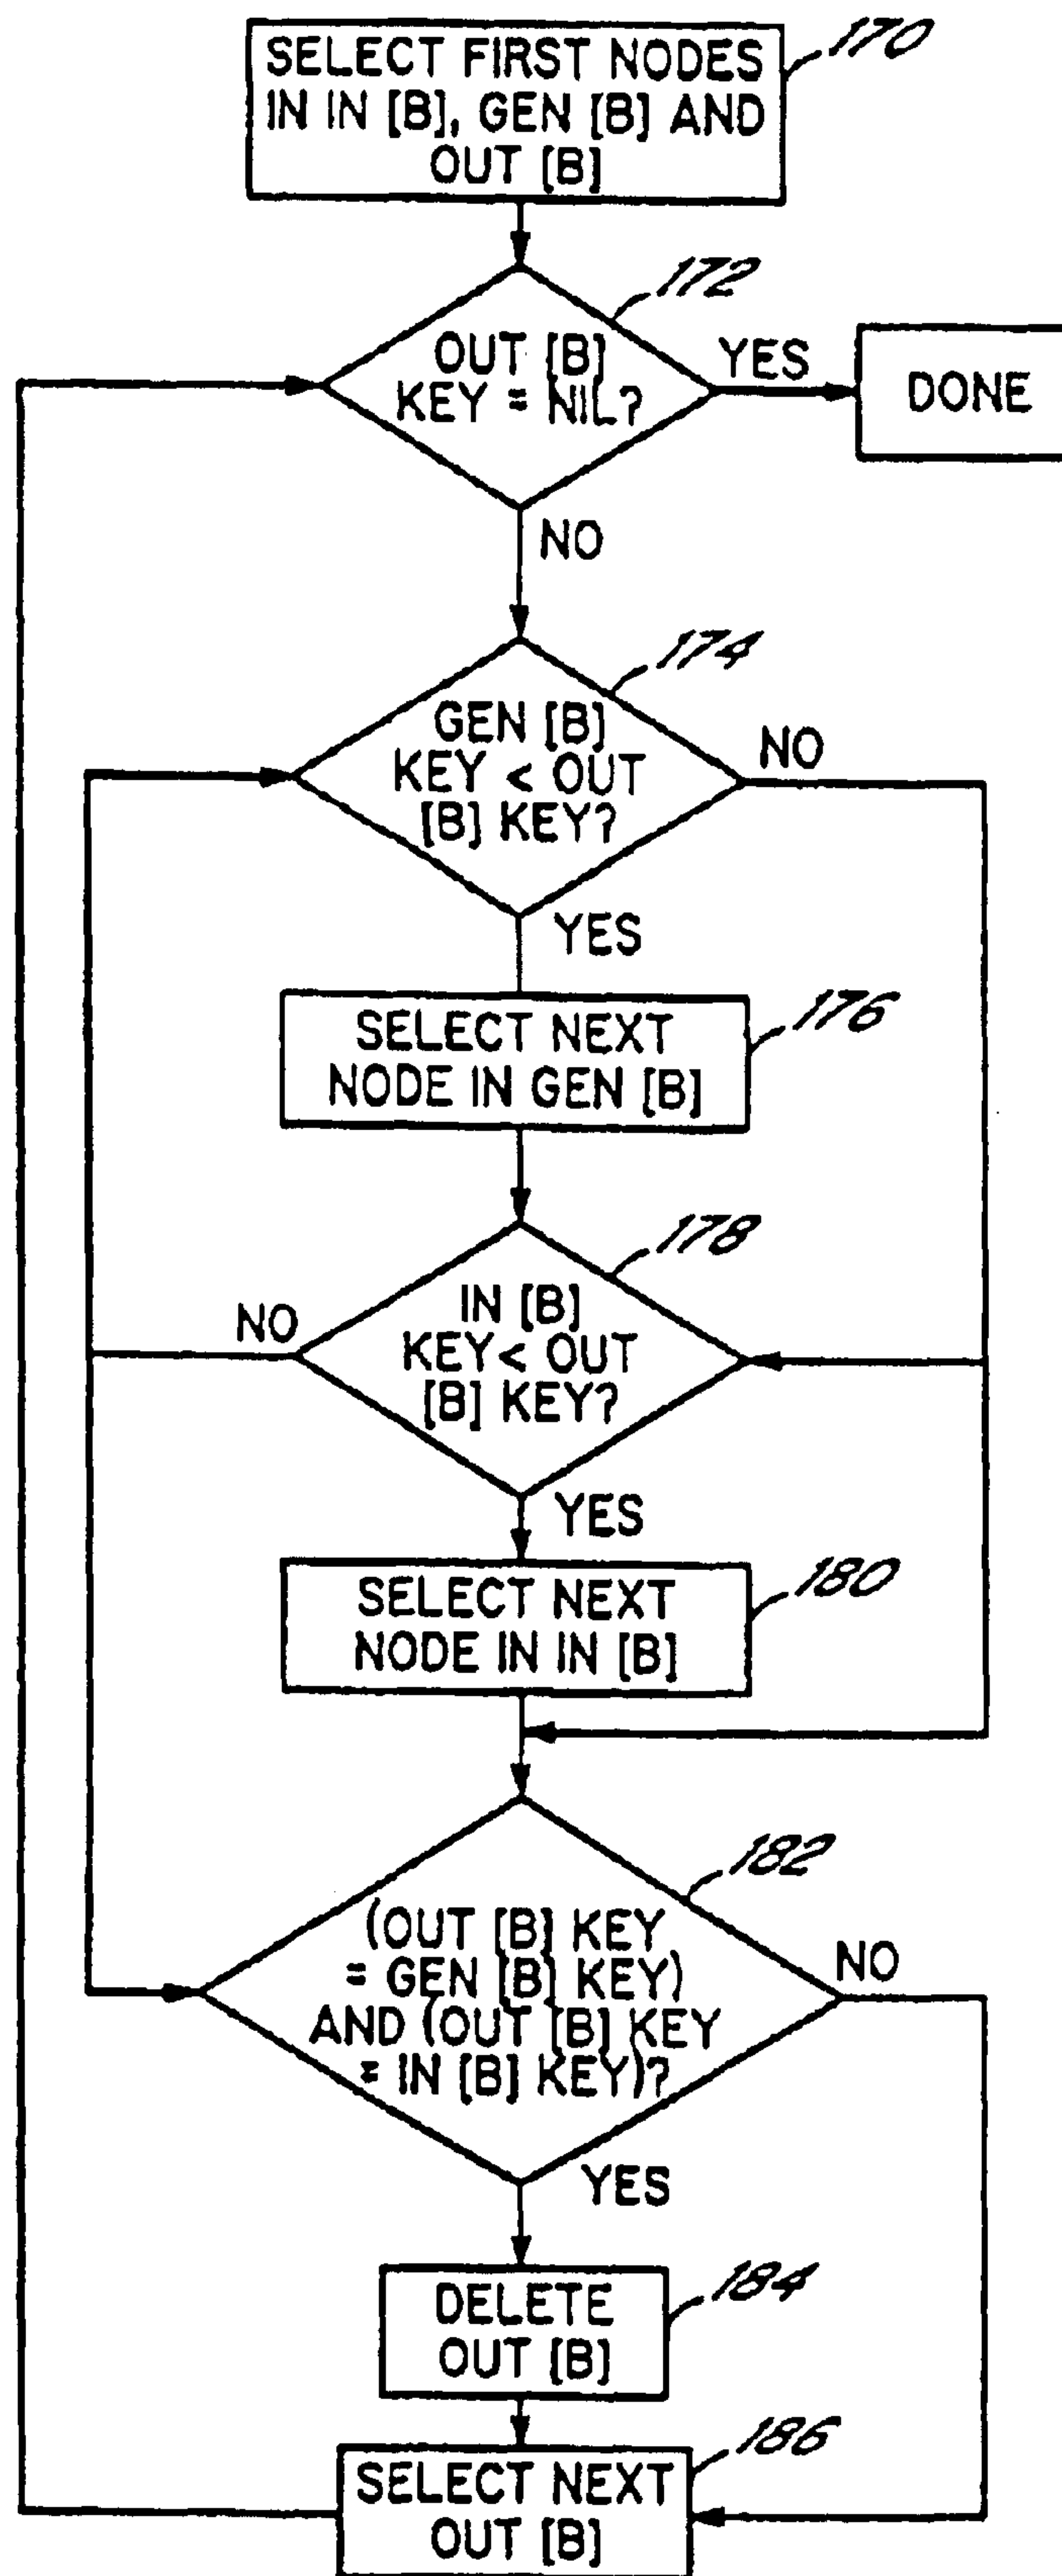 170
SELECT FIRST NODES
IN IN [B], GEN [B] AND
OUT [B]
172
OUT [B]
KEY = NIL?
YES
DONE
NO
174
GEN [B]
KEY < OUT
[B] KEY?
NO
YES
176
SELECT NEXT
NODE IN GEN [B]
178
IN [B]
KEY< OUT
[B] KEY?
NO
YES
180
SELECT NEXT
NODE IN IN [B]
182
(OUT [B] KEY
= GEN [B] KEY)
AND (OUT [B] KEY
= IN [B] KEY)?
NO
YES
184
DELETE
OUT [B]
186
SELECT NEXT
OUT [B]